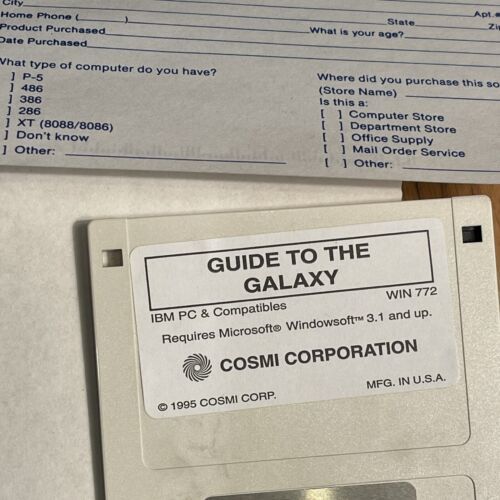 City
Apt.
Home Phone ( )
State
Product Purchased
What is your age?
Date Purchased
What type of computer do you have?
] P-5
] 486
] 386
] 286
] XT (8088/8086)
] Don't know
] Other:
Where did you purchase this so
(Store Name)
Is this a:
[ ] Computer Store
[ ] Department Store
[ ] Office Supply
[ ] Mail Order Service
[ ] Other:
GUIDE TO THE
GALAXY
IBM PC & Compatibles
WIN 772
Requires Microsoft® Windowsoft™ 3.1 and up.
COSMI CORPORATION
© 1995 COSMI CORP.
MFG. IN U.S.A.